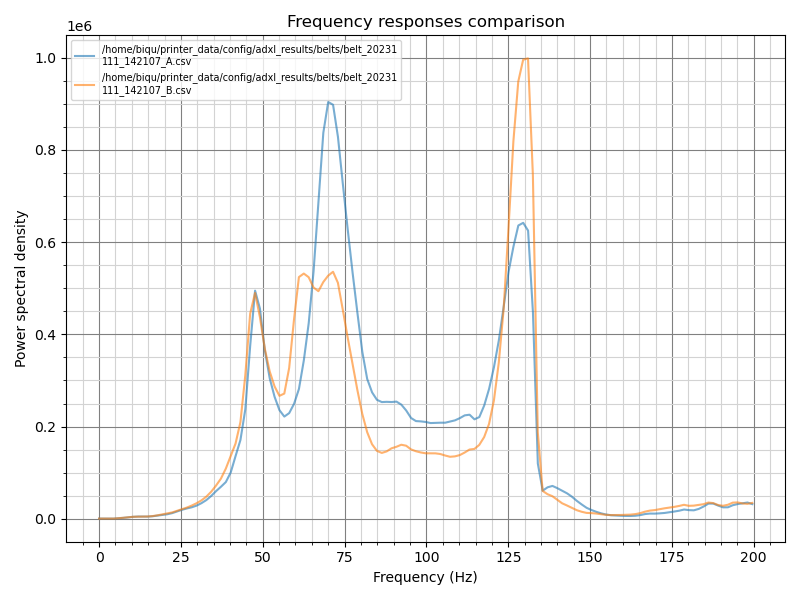 Frequency responses comparison
1e6
/home/biqu/printer_data/config/adxl_results/belts/belt_20231
111_142107_A.csv
/home/biqu/printer_data/config/adxl_results/belts/belt_20231
111_142107_B.csv
1.0
0.8
0.6
0.4
0.2
0.0
Power spectral density
0 25 50 75 100 125 150 175 200
Frequency (Hz)